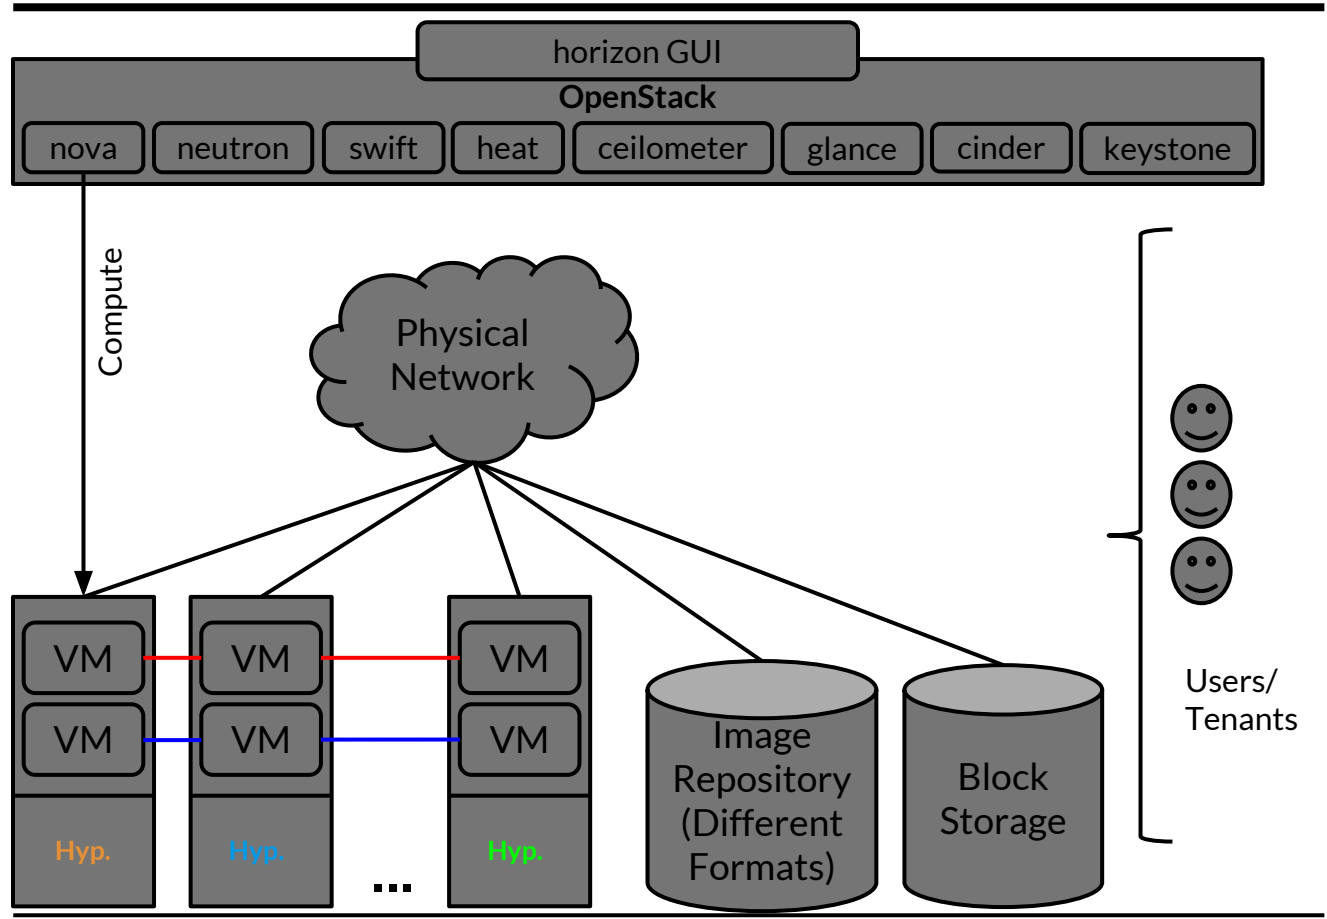 horizon GUI
OpenStack
nova neutron swift heat ceilometer glance cinder keystone
Compute
Physical
Network
VM VM VM
VM VM VM
Hyp. Hyp. Hyp.
...
Image
Repository
(Different
Formats)
Block
Storage
Users/
Tenants